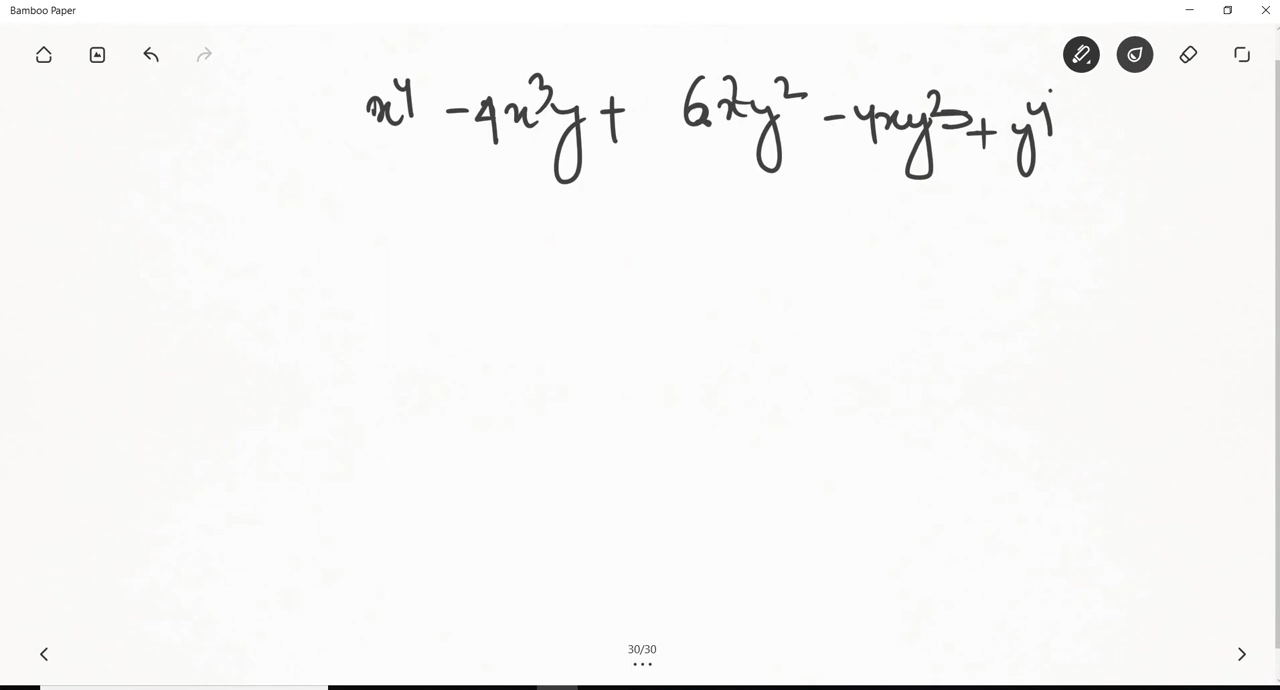 Bamboo Paper
x⁴ - 4x³y + 6x²y² - 4xy³ + y⁴
30/30